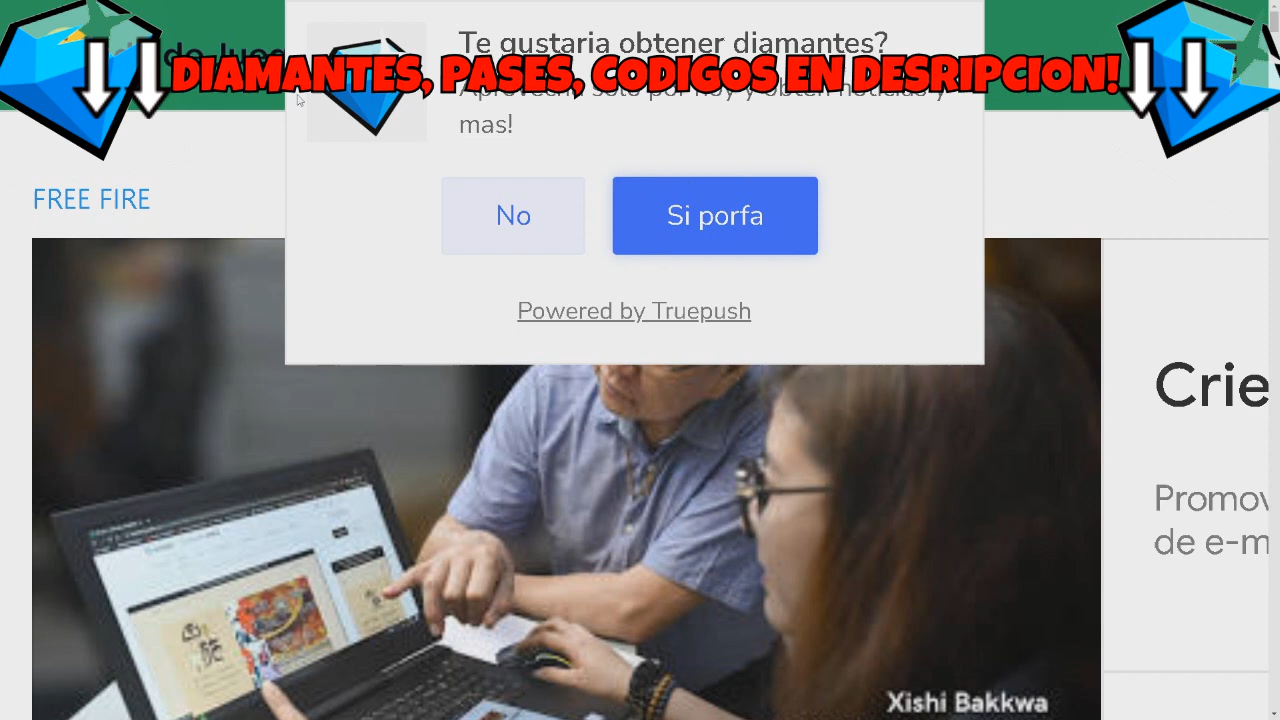 Te gustaria obtener diamantes?
DIAMANTES, PASES, CODIGOS EN DESRIPCION!
mas!
No
Si porfa
FREE FIRE
Powered by Truepush
Crie
Promov
de e-m
Xishi Bakkwa